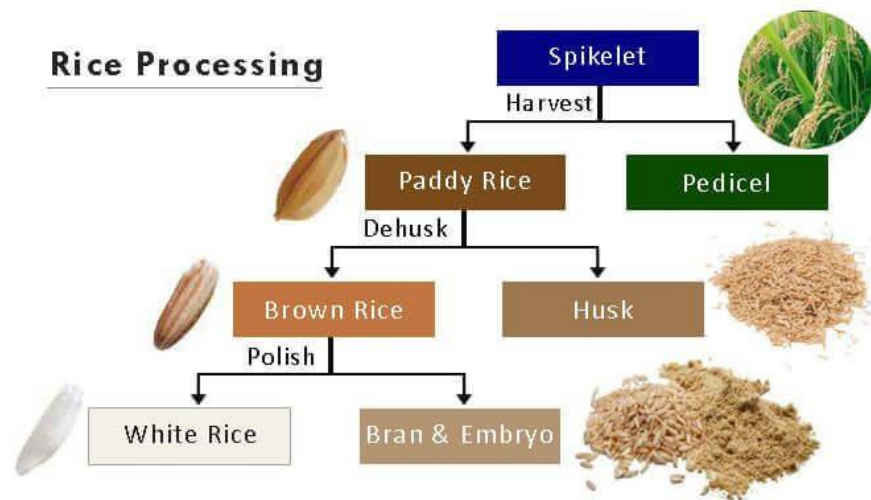 Rice Processing
Spikelet
Harvest
Paddy Rice
Pedicel
Dehusk
Brown Rice
Husk
Polish
White Rice
Bran & Embryo